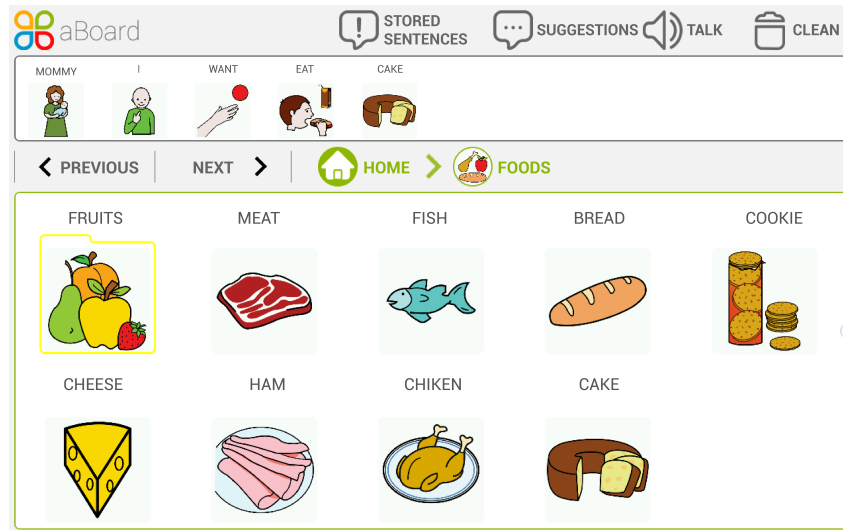 aBoard
STORED
SENTENCES
SUGGESTIONS
TALK
CLEAN
MOMMY I WANT EAT CAKE
PREVIOUS NEXT HOME FOODS
FRUITS MEAT FISH BREAD COOKIE
CHEESE HAM CHIKEN CAKE